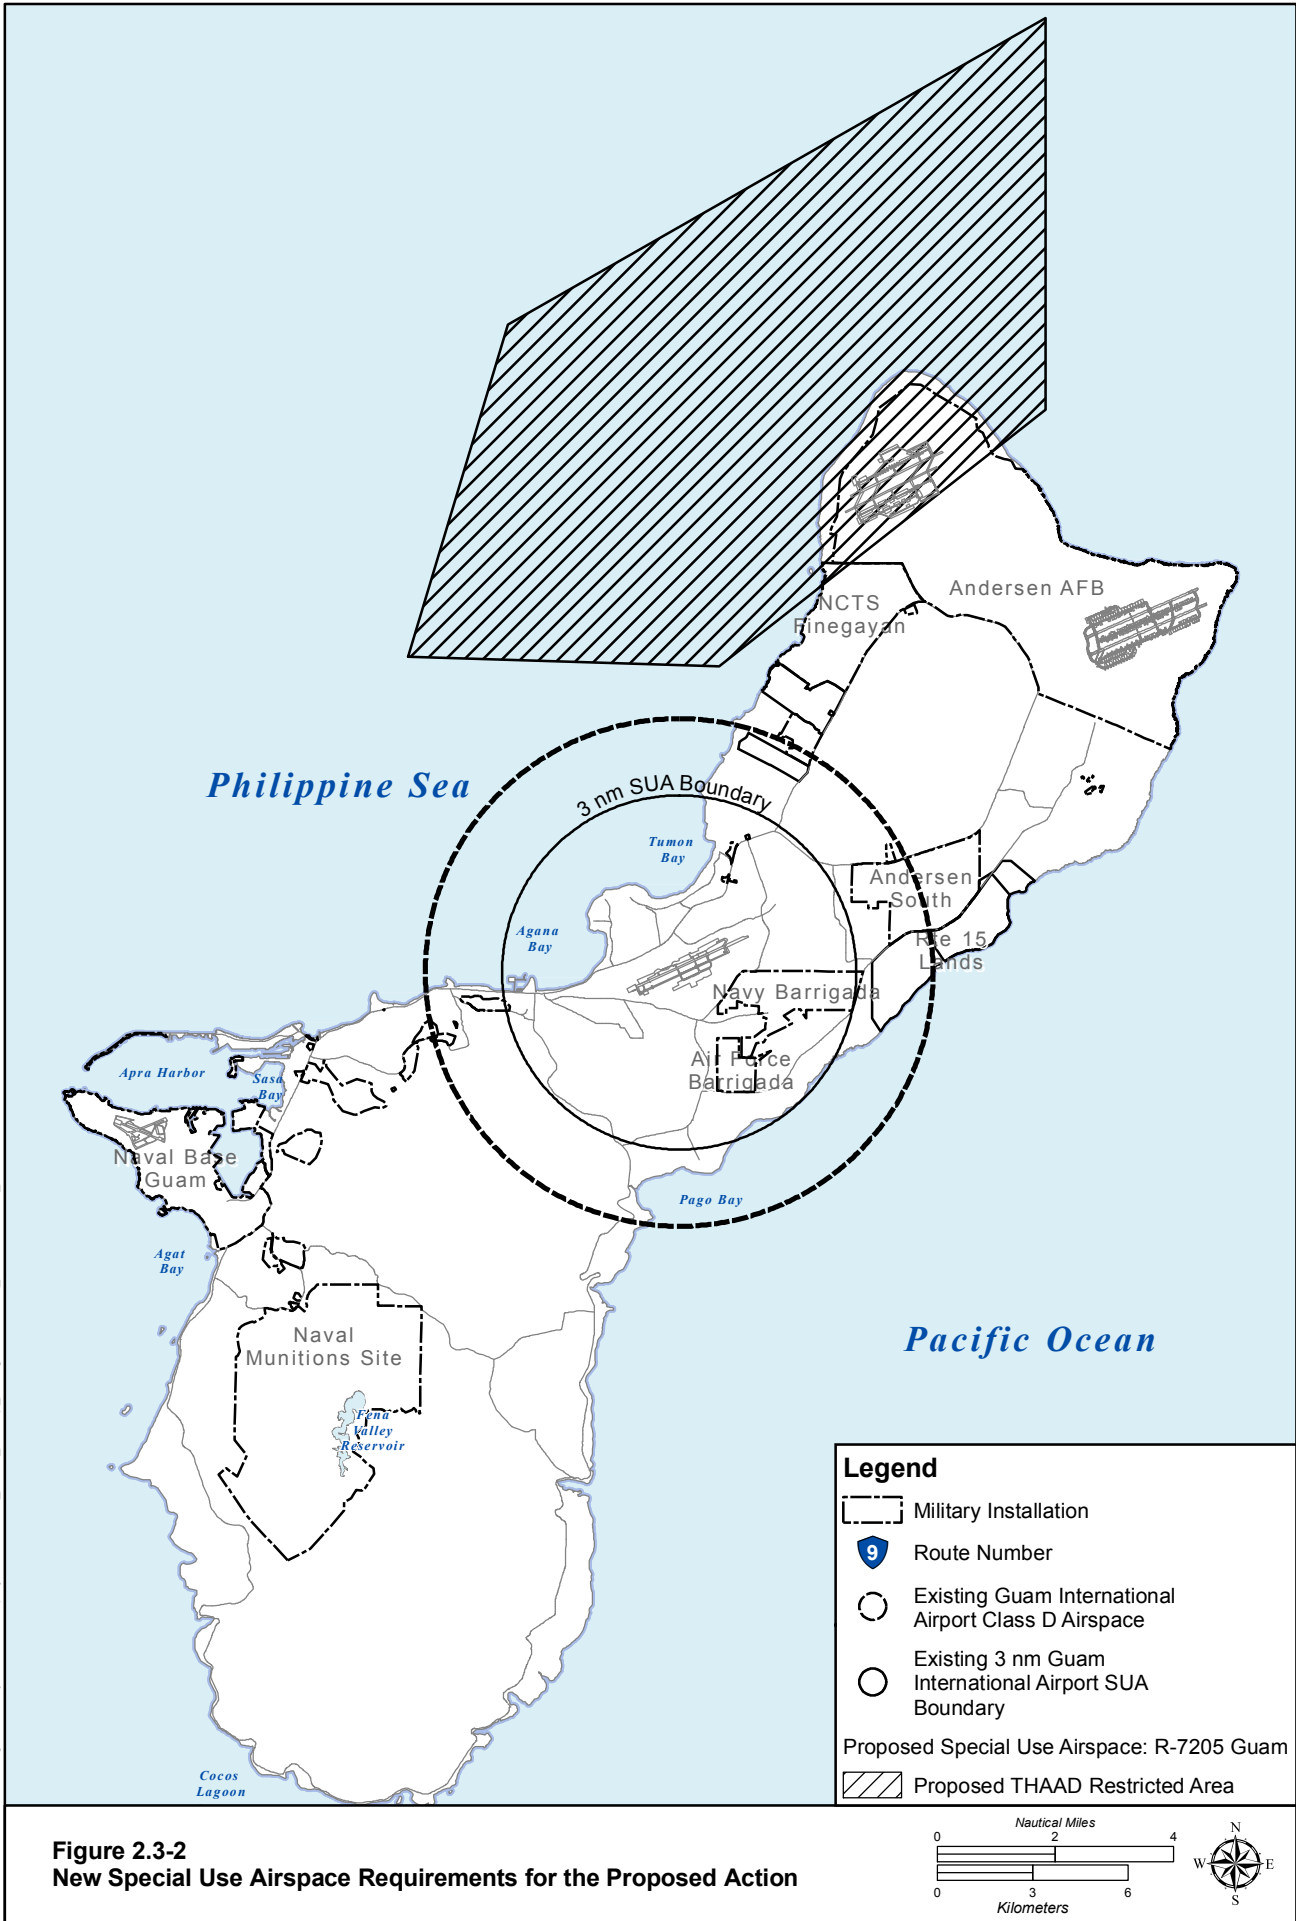 Andersen AFB
NCTS
Finegayan
Philippine Sea
3 nm SUA Boundary
Tumon
Bay
Andersen
South
Agana
Bay
Rte 15
Lands
Navy Barrigada
Air Force
Barrigada
Apra Harbor
Sasa
Bay
Naval Base
Guam
Pago Bay
Agat
Bay
Naval
Munitions Site
Pacific Ocean
Fena
Valley
Reservoir
Cocos
Lagoon
Legend
Military Installation
9
Route Number
Existing Guam International
Airport Class D Airspace
Existing 3 nm Guam
International Airport SUA
Boundary
Proposed Special Use Airspace: R-7205 Guam
Proposed THAAD Restricted Area
Figure 2.3-2
New Special Use Airspace Requirements for the Proposed Action
Nautical Miles
0 2 4
0 3 6
Kilometers
N
W E
S